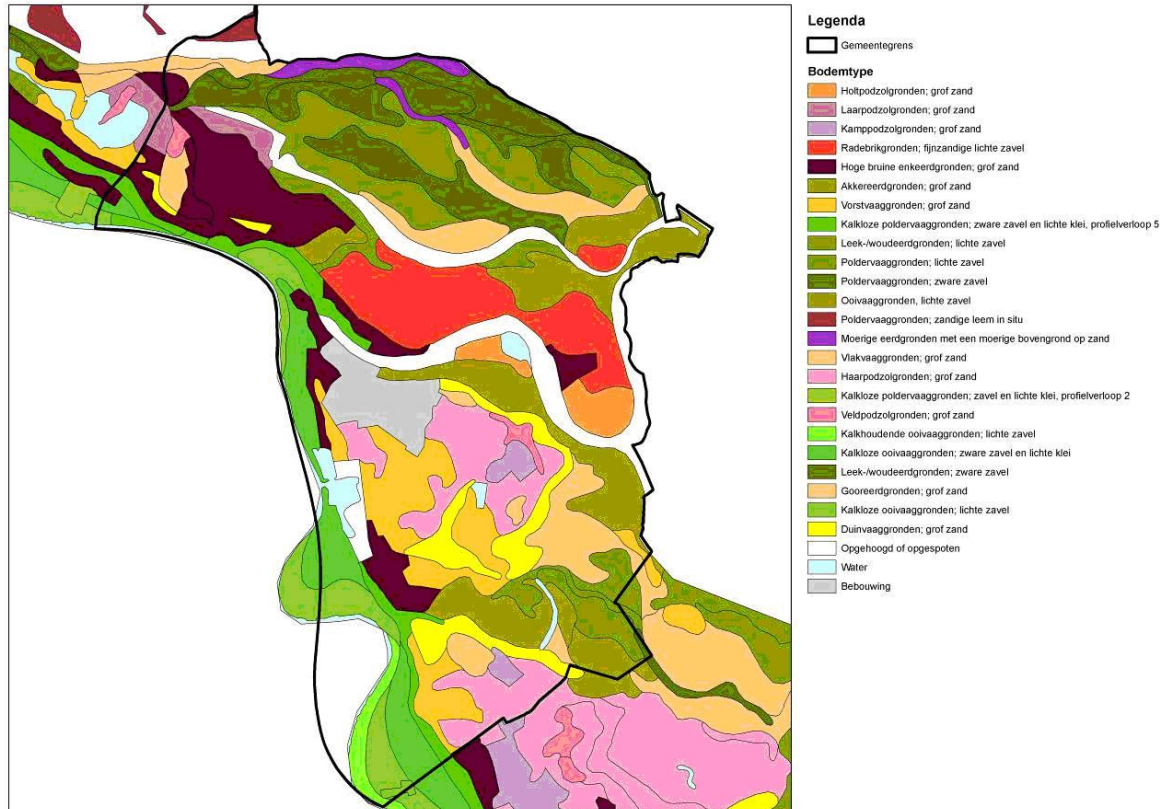 Legenda
Gemeentegrens
Bodemtype
Holtpodzolgronden; grof zand
Laarpodzolgronden; grof zand
Kamppodzolgronden; grof zand
Radebrikgronden; fijnzandige lichte zavel
Hoge bruine enkeerdgronden; grof zand
Akkereerdgronden; grof zand
Vorstvaaggronden; grof zand
Kalkloze poldervaaggronden; zware zavel en lichte klei, profielverloop 5
Leek-/woudeerdgronden; lichte zavel
Poldervaaggronden; lichte zavel
Poldervaaggronden; zware zavel
Ooivaaggronden, lichte zavel
Poldervaaggronden; zandige leem in situ
Moerige eerdgronden met een moerige bovengrond op zand
Vlakvaaggronden; grof zand
Haarpodzolgronden; grof zand
Kalkloze poldervaaggronden; zavel en lichte klei, profielverloop 2
Veldpodzolgronden; grof zand
Kalkhoudende ooivaaggronden; lichte zavel
Kalkloze ooivaaggronden; zware zavel en lichte klei
Leek-/woudeerdgronden; zware zavel
Gooreerdgronden; grof zand
Kalkloze ooivaaggronden; lichte zavel
Duinvaaggronden; grof zand
Opgehoogd of opgespoten
Water
Bebouwing